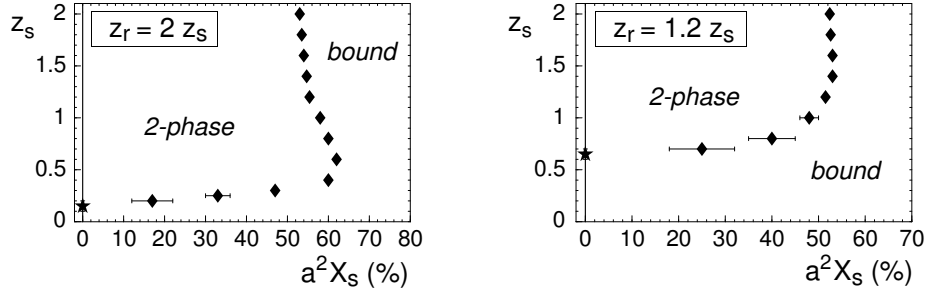 z_s
z_r = 2 z_s
2
1.5
1
0.5
0
bound
2-phase
0 10 20 30 40 50 60 70 80
a²X_s (%)
z_s
z_r = 1.2 z_s
2
1.5
1
0.5
0
2-phase
bound
0 10 20 30 40 50 60 70
a²X_s (%)